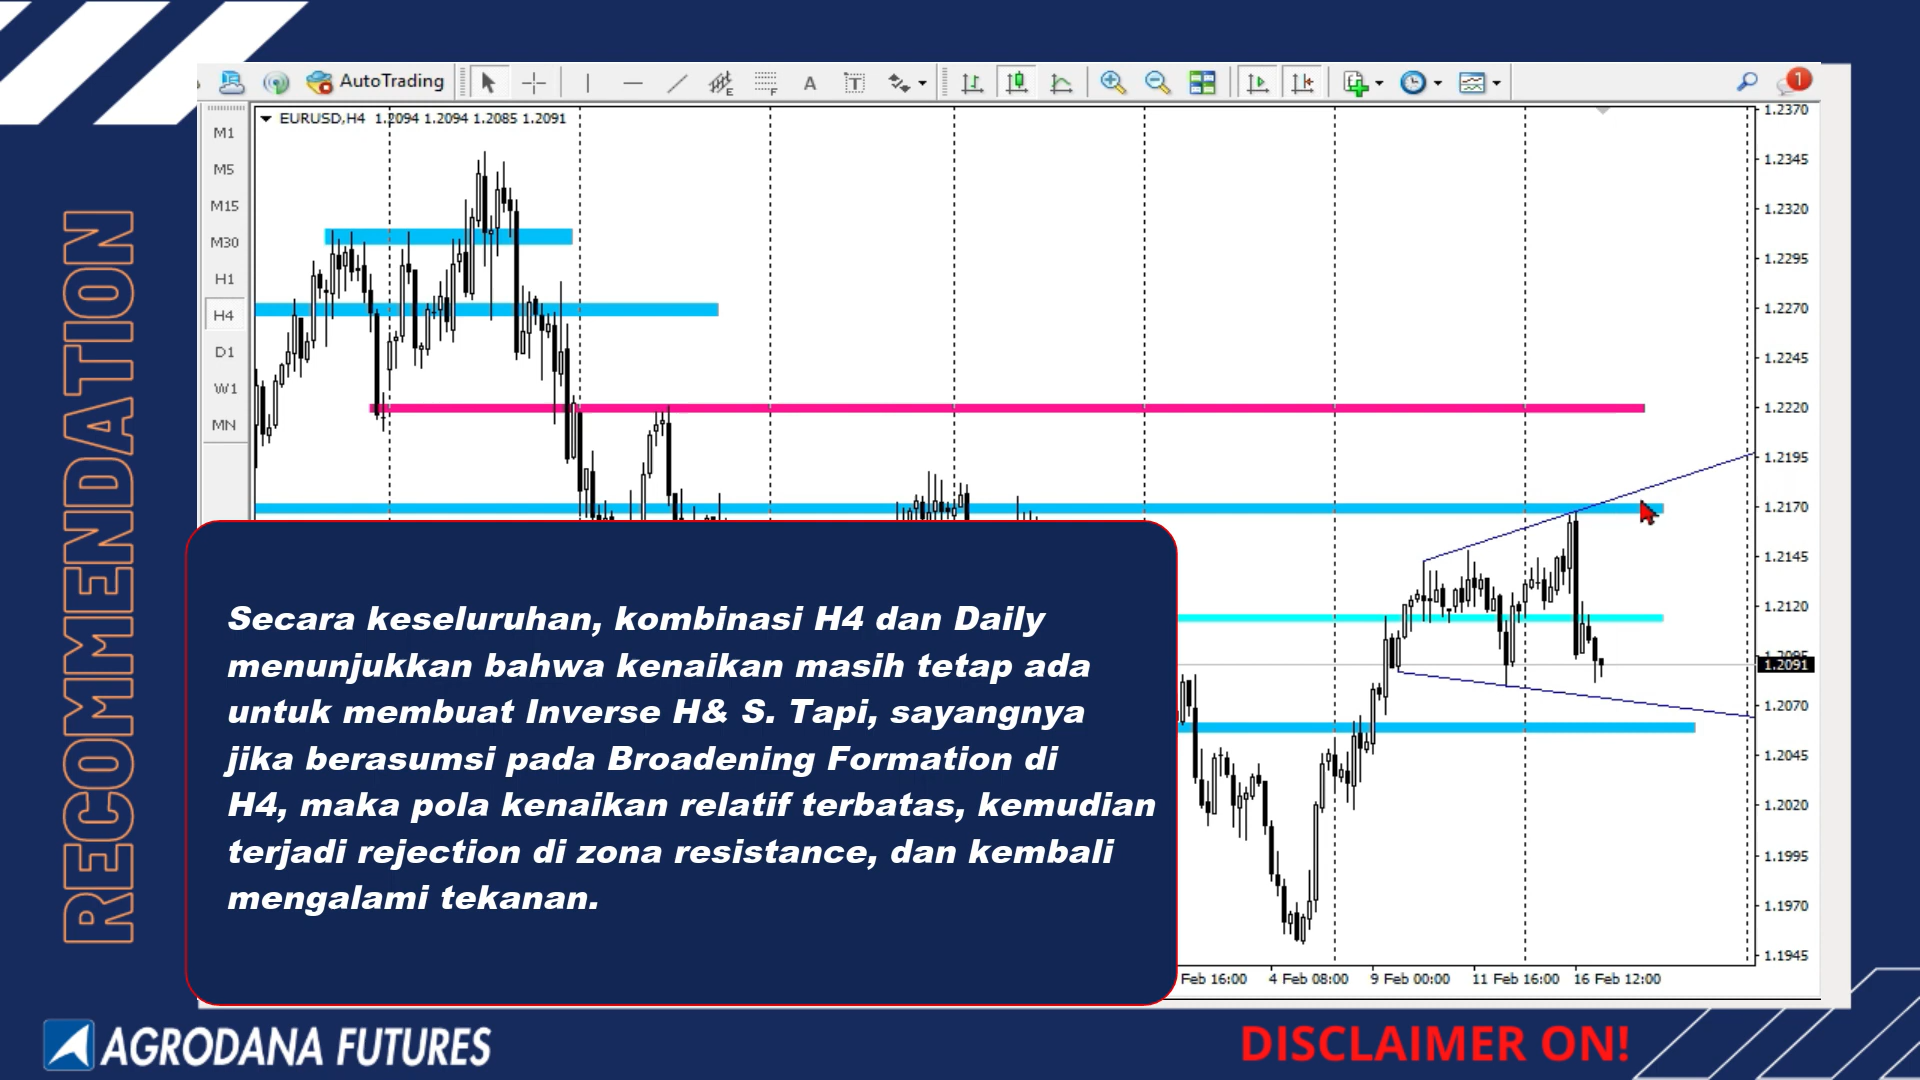 AutoTrading
E
F
A
T
1
EURUSD,H4 1.2094 1.2094 1.2085 1.2091
M1
M5
M15
M30
H1
H4
D1
W1
MN
1.2370
1.2345
1.2320
1.2295
1.2270
1.2245
1.2220
1.2195
1.2170
1.2145
1.2120
1.2095
1.2091
1.2070
1.2045
1.2020
1.1995
1.1970
1.1945
RECOMMENDATION
Secara keseluruhan, kombinasi H4 dan Daily
menunjukkan bahwa kenaikan masih tetap ada
untuk membuat Inverse H& S. Tapi, sayangnya
jika berasumsi pada Broadening Formation di
H4, maka pola kenaikan relatif terbatas, kemudian
terjadi rejection di zona resistance, dan kembali
mengalami tekanan.
Feb 16:00 4 Feb 08:00 9 Feb 00:00 11 Feb 16:00 16 Feb 12:00
AGRODANA FUTURES
DISCLAIMER ON!